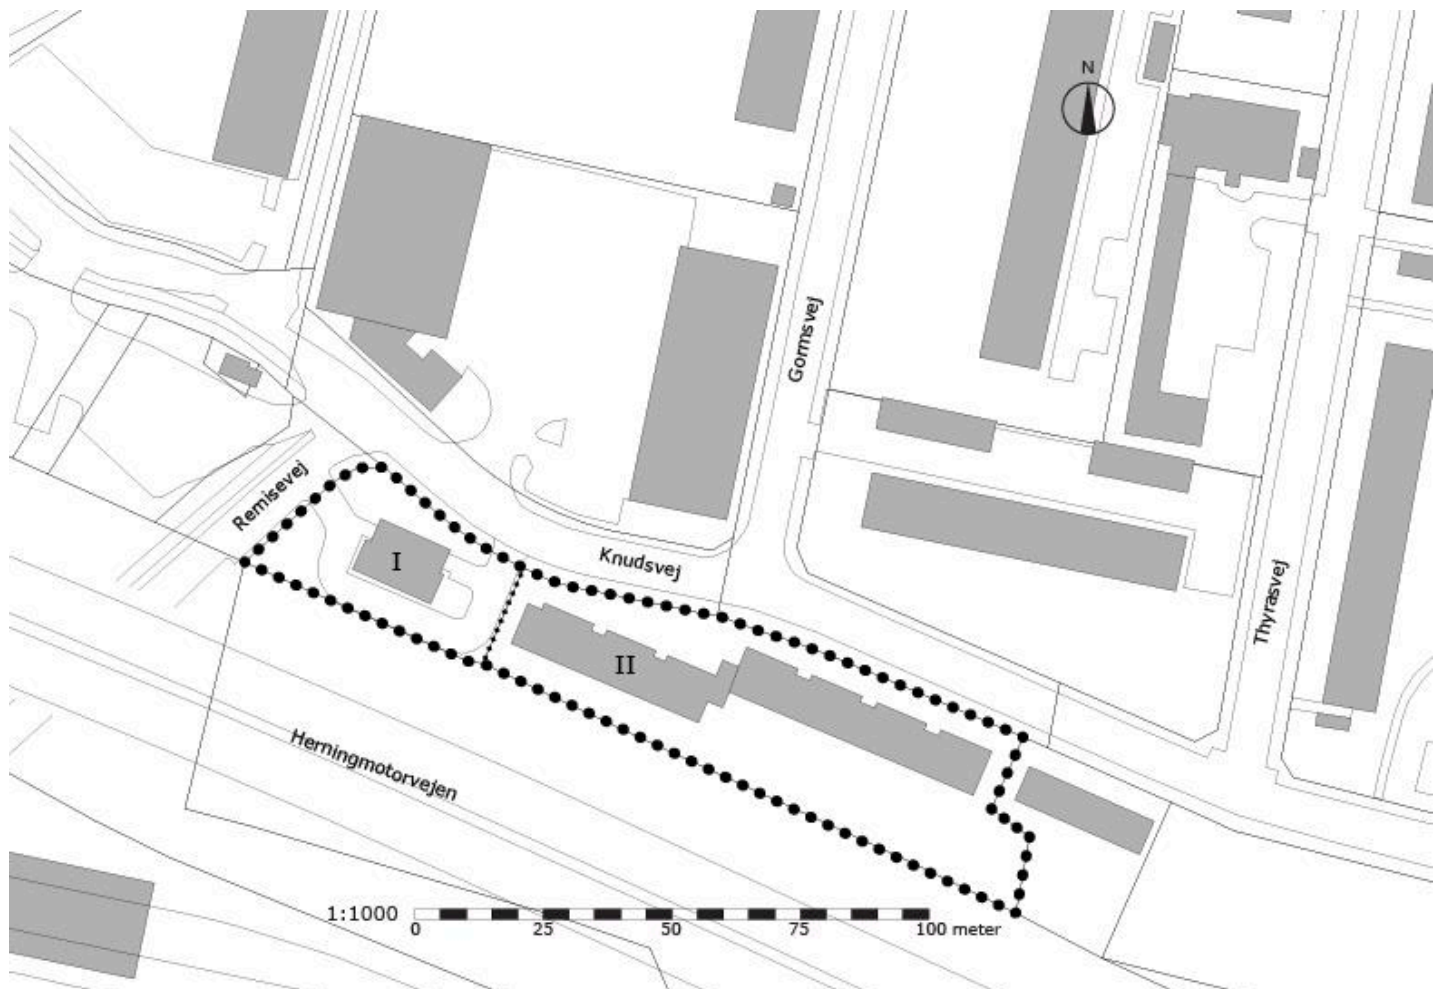 N
Gormsvej
Remisevej
Knudsvej
I
II
Thyrasvej
Herningmotorvejen
1:1000
0 25 50 75 100 meter